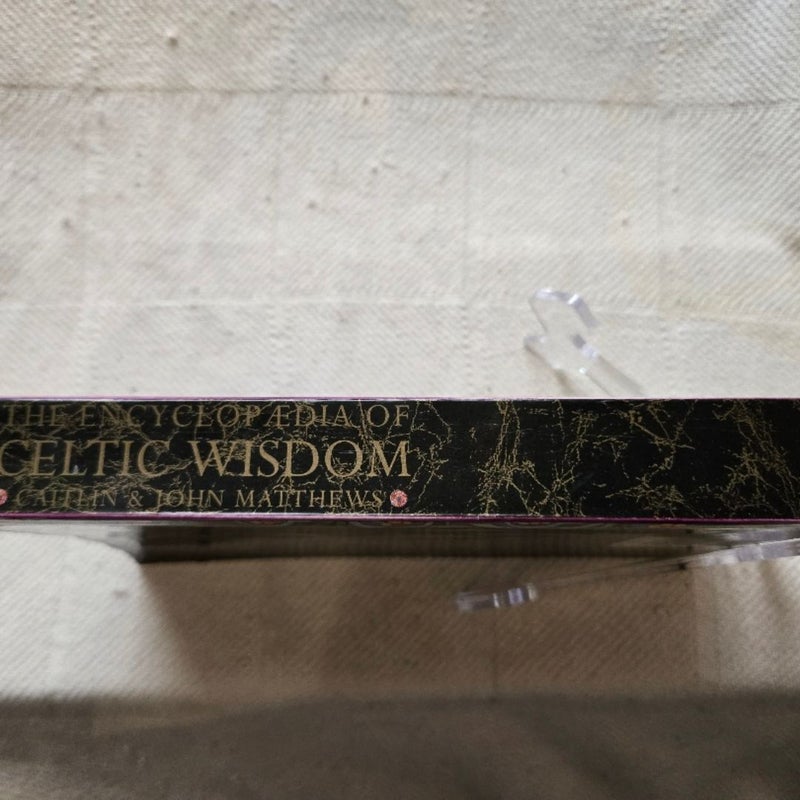 THE ENCYCLOPÆDIA OF
CELTIC WISDOM
CAITLIN & JOHN MATTHEWS